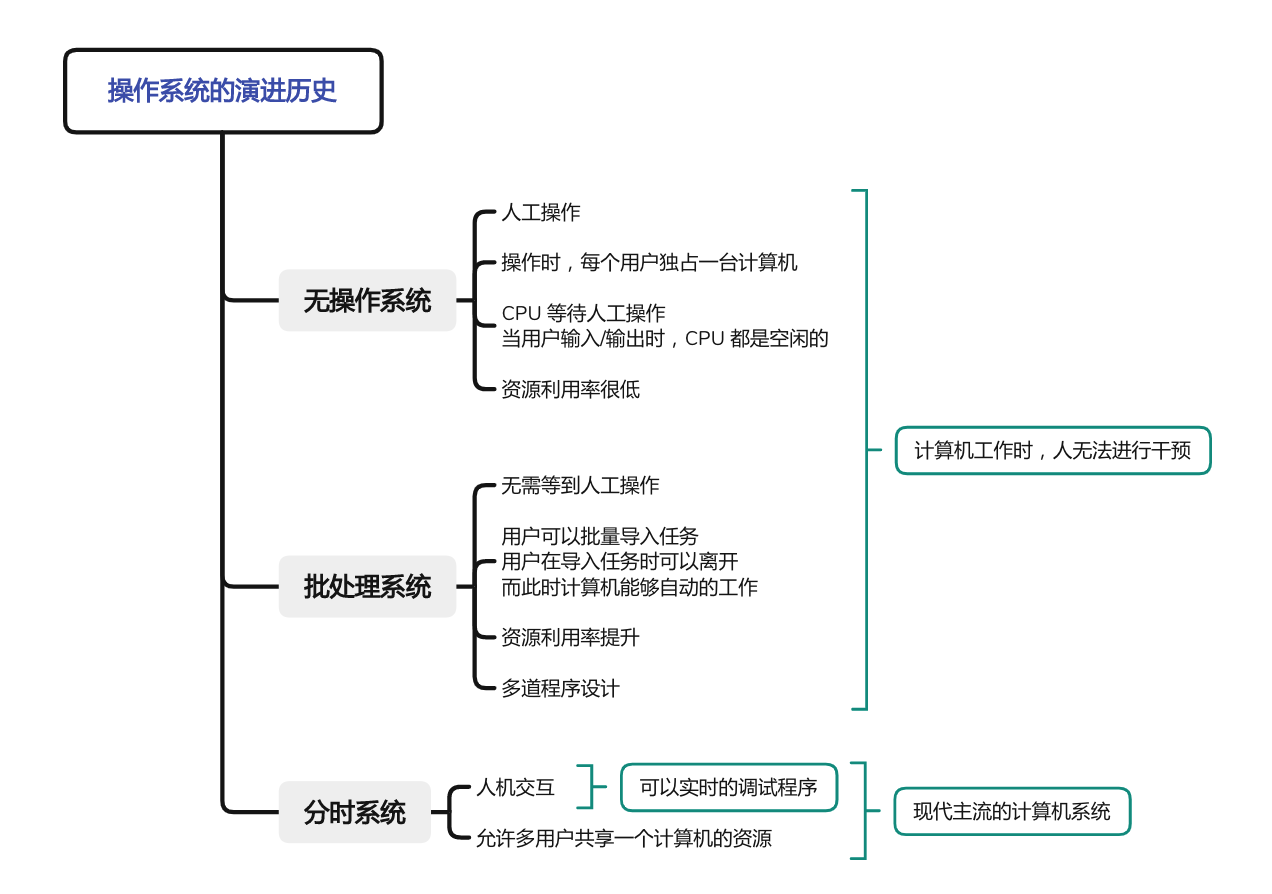 操作系统的演进历史
无操作系统
人工操作
操作时，每个用户独占一台计算机
CPU 等待人工操作
当用户输入/输出时，CPU 都是空闲的
资源利用率很低
批处理系统
无需等到人工操作
用户可以批量导入任务
用户在导入任务时可以离开
而此时计算机能够自动的工作
资源利用率提升
多道程序设计
计算机工作时，人无法进行干预
分时系统
人机交互
可以实时的调试程序
允许多用户共享一个计算机的资源
现代主流的计算机系统